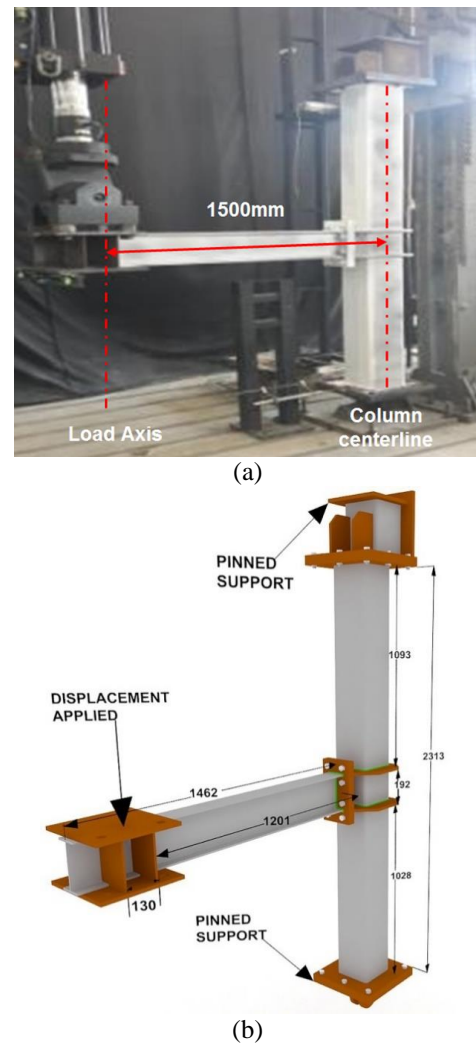 1500mm
Load Axis
Column
centerline
(a)
PINNED
SUPPORT
1093
DISPLACEMENT
APPLIED
2313
1462
192
1201
1028
130
PINNED
SUPPORT
(b)